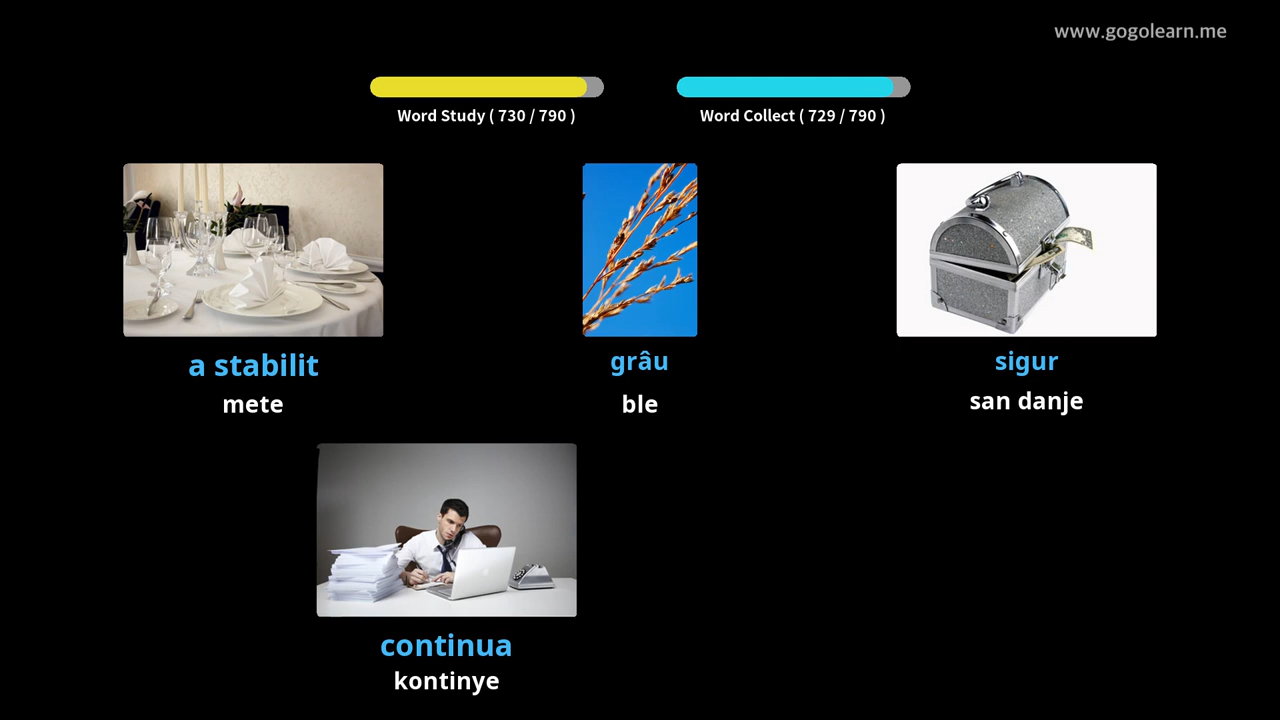 www.gogolearn.me
Word Study ( 730 / 790 )
Word Collect ( 729 / 790 )
a stabilit
mete
grâu
ble
sigur
san danje
continua
kontinye